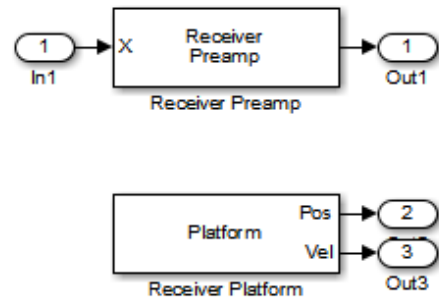 1
In1
X
Receiver
Preamp
Receiver Preamp
1
Out1
Platform
Pos
Vel
Receiver Platform
2
3
Out3